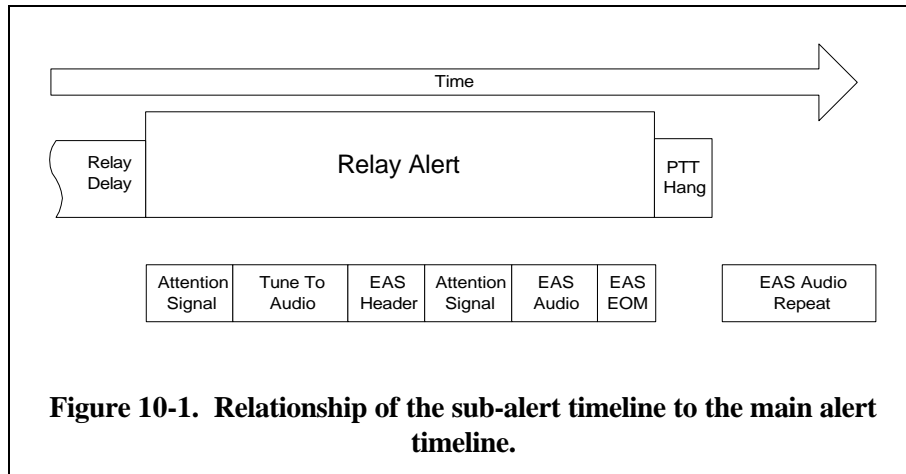 Time
Relay
Delay
Relay Alert
PTT
Hang
Attention
Signal
Tune To
Audio
EAS
Header
Attention
Signal
EAS
Audio
EAS
EOM
EAS Audio
Repeat
Figure 10-1. Relationship of the sub-alert timeline to the main alert
timeline.